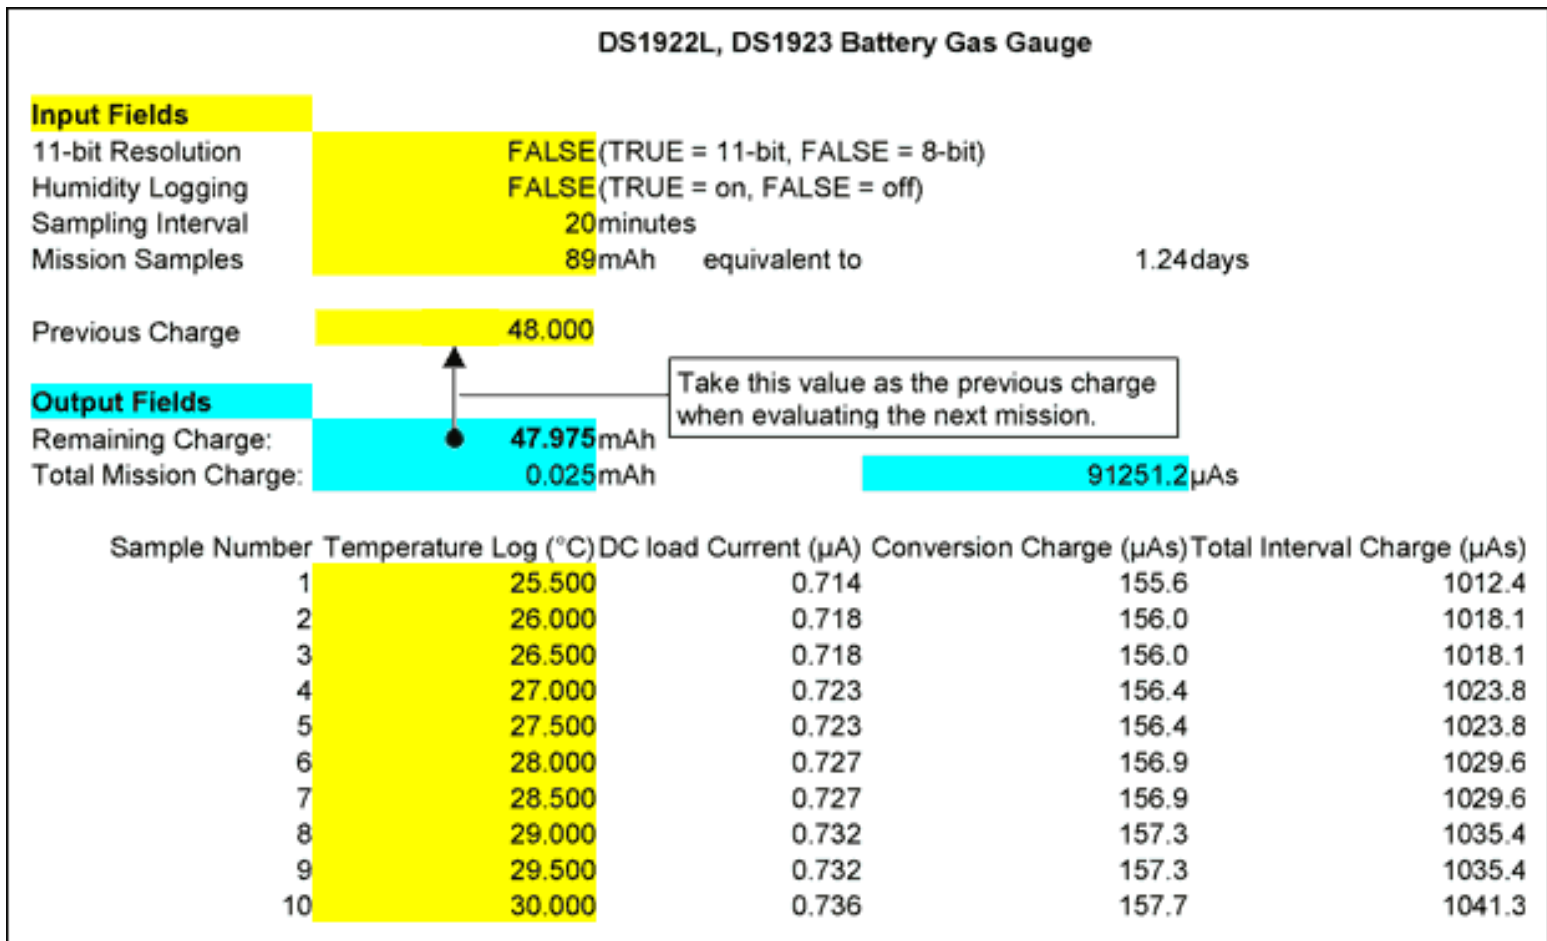 DS1922L, DS1923 Battery Gas Gauge
Input Fields
11-bit Resolution FALSE (TRUE = 11-bit, FALSE = 8-bit)
Humidity Logging FALSE (TRUE = on, FALSE = off)
Sampling Interval 20 minutes
Mission Samples 89 mAh equivalent to 1.24 days
Previous Charge 48.000
Take this value as the previous charge
when evaluating the next mission.
Output Fields
Remaining Charge: 47.975 mAh
Total Mission Charge: 0.025 mAh 91251.2 µAs
Sample Number Temperature Log (°C) DC load Current (µA) Conversion Charge (µAs) Total Interval Charge (µAs)
1 25.500 0.714 155.6 1012.4
2 26.000 0.718 156.0 1018.1
3 26.500 0.718 156.0 1018.1
4 27.000 0.723 156.4 1023.8
5 27.500 0.723 156.4 1023.8
6 28.000 0.727 156.9 1029.6
7 28.500 0.727 156.9 1029.6
8 29.000 0.732 157.3 1035.4
9 29.500 0.732 157.3 1035.4
10 30.000 0.736 157.7 1041.3